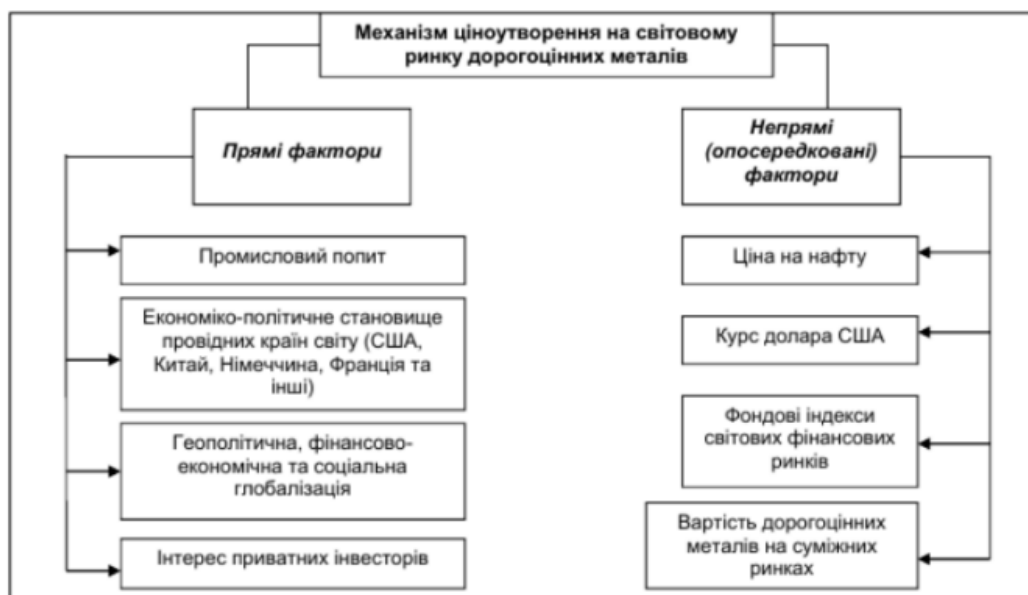 Механізм ціноутворення на світовому
ринку дорогоцінних металів
Прямі фактори
Непрямі
(опосередковані)
фактори
Промисловий попит
Економіко-політичне становище
провідних країн світу (США,
Китай, Німеччина, Франція та
інші)
Геополітична, фінансово-
економічна та соціальна
глобалізація
Інтерес приватних інвесторів
Ціна на нафту
Курс долара США
Фондові індекси
світових фінансових
ринків
Вартість дорогоцінних
металів на суміжних
ринках